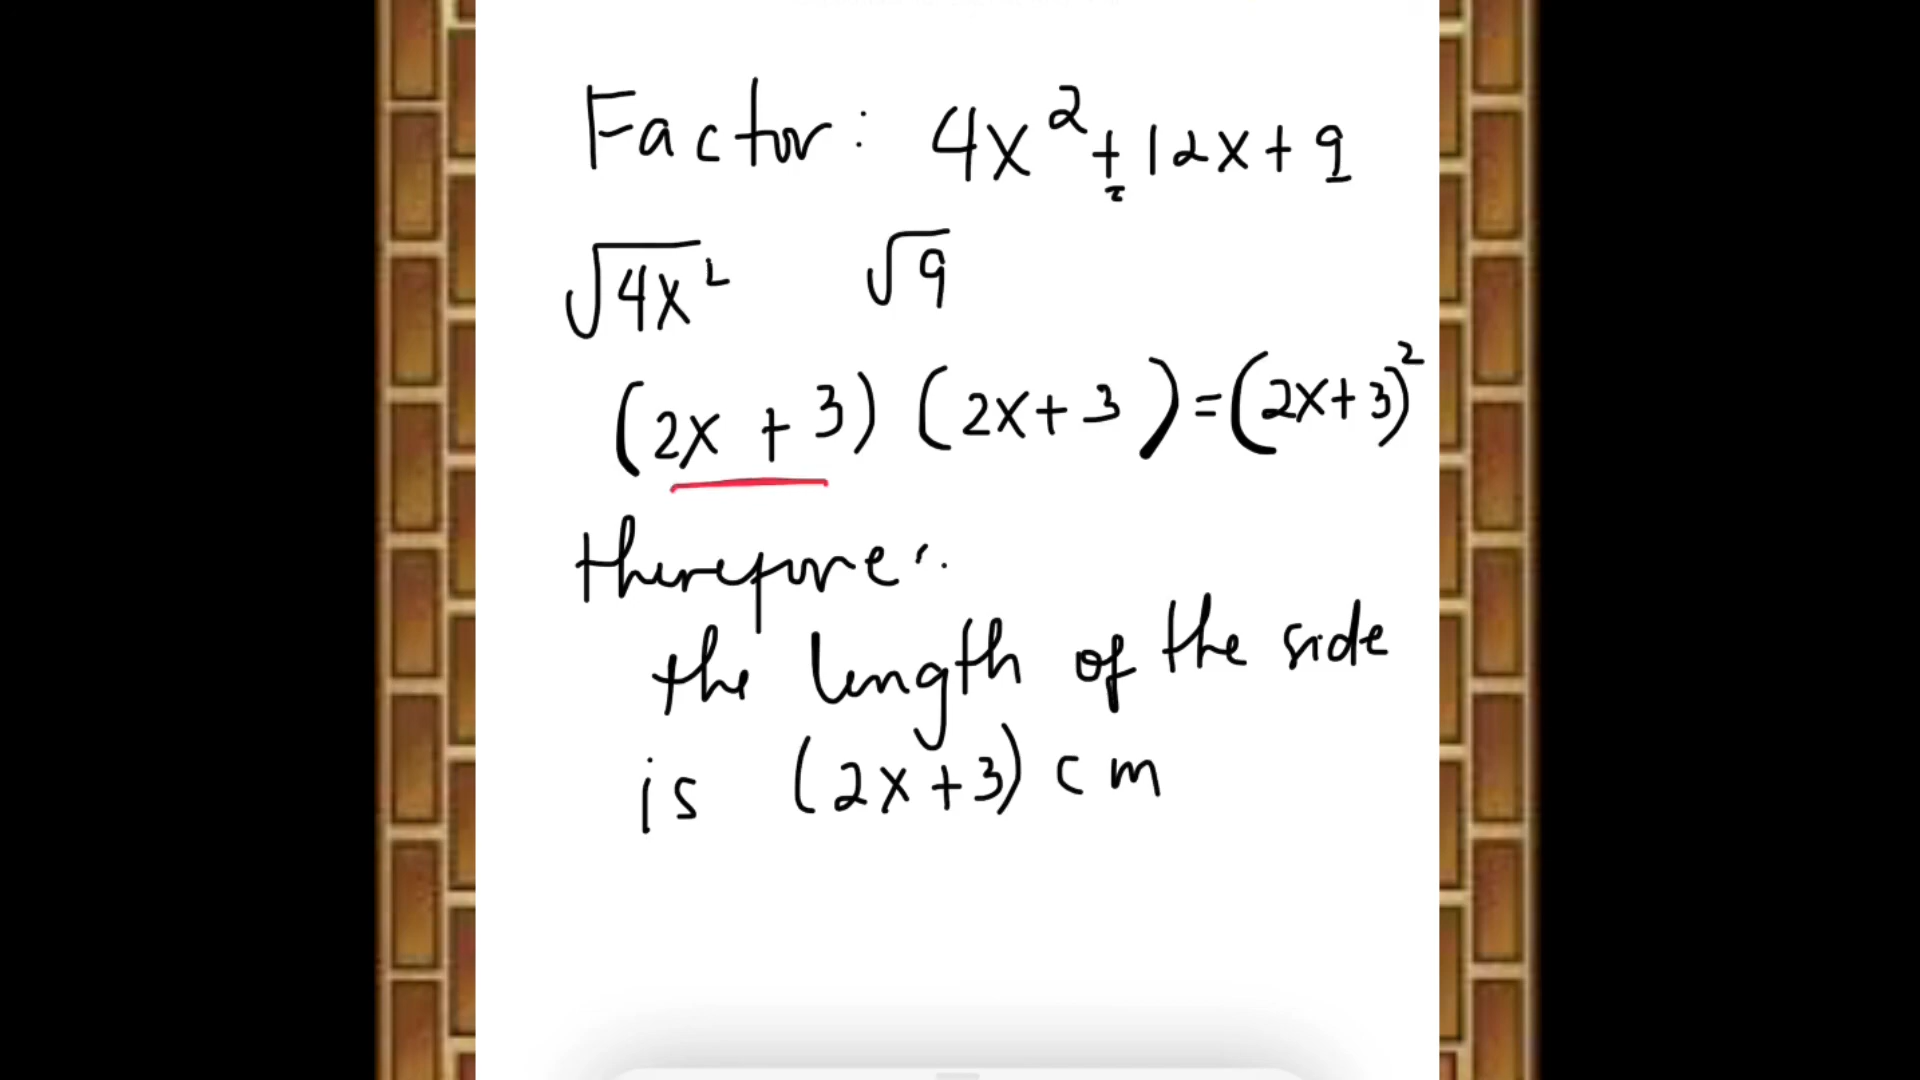 Factor: 4x²+12x+9
√4x² √9
(2x + 3) (2x+3) = (2x+3)²
therefore:
the length of the side
is (2x+3) cm